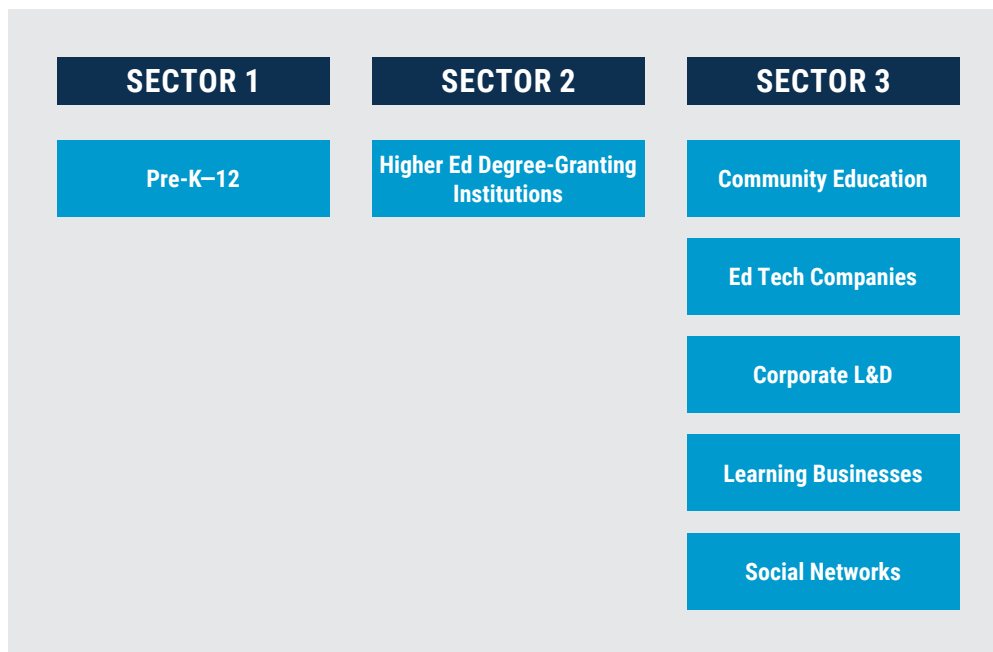 SECTOR 1
SECTOR 2
SECTOR 3
Pre-K—12
Higher Ed Degree-Granting
Institutions
Community Education
Ed Tech Companies
Corporate L&D
Learning Businesses
Social Networks